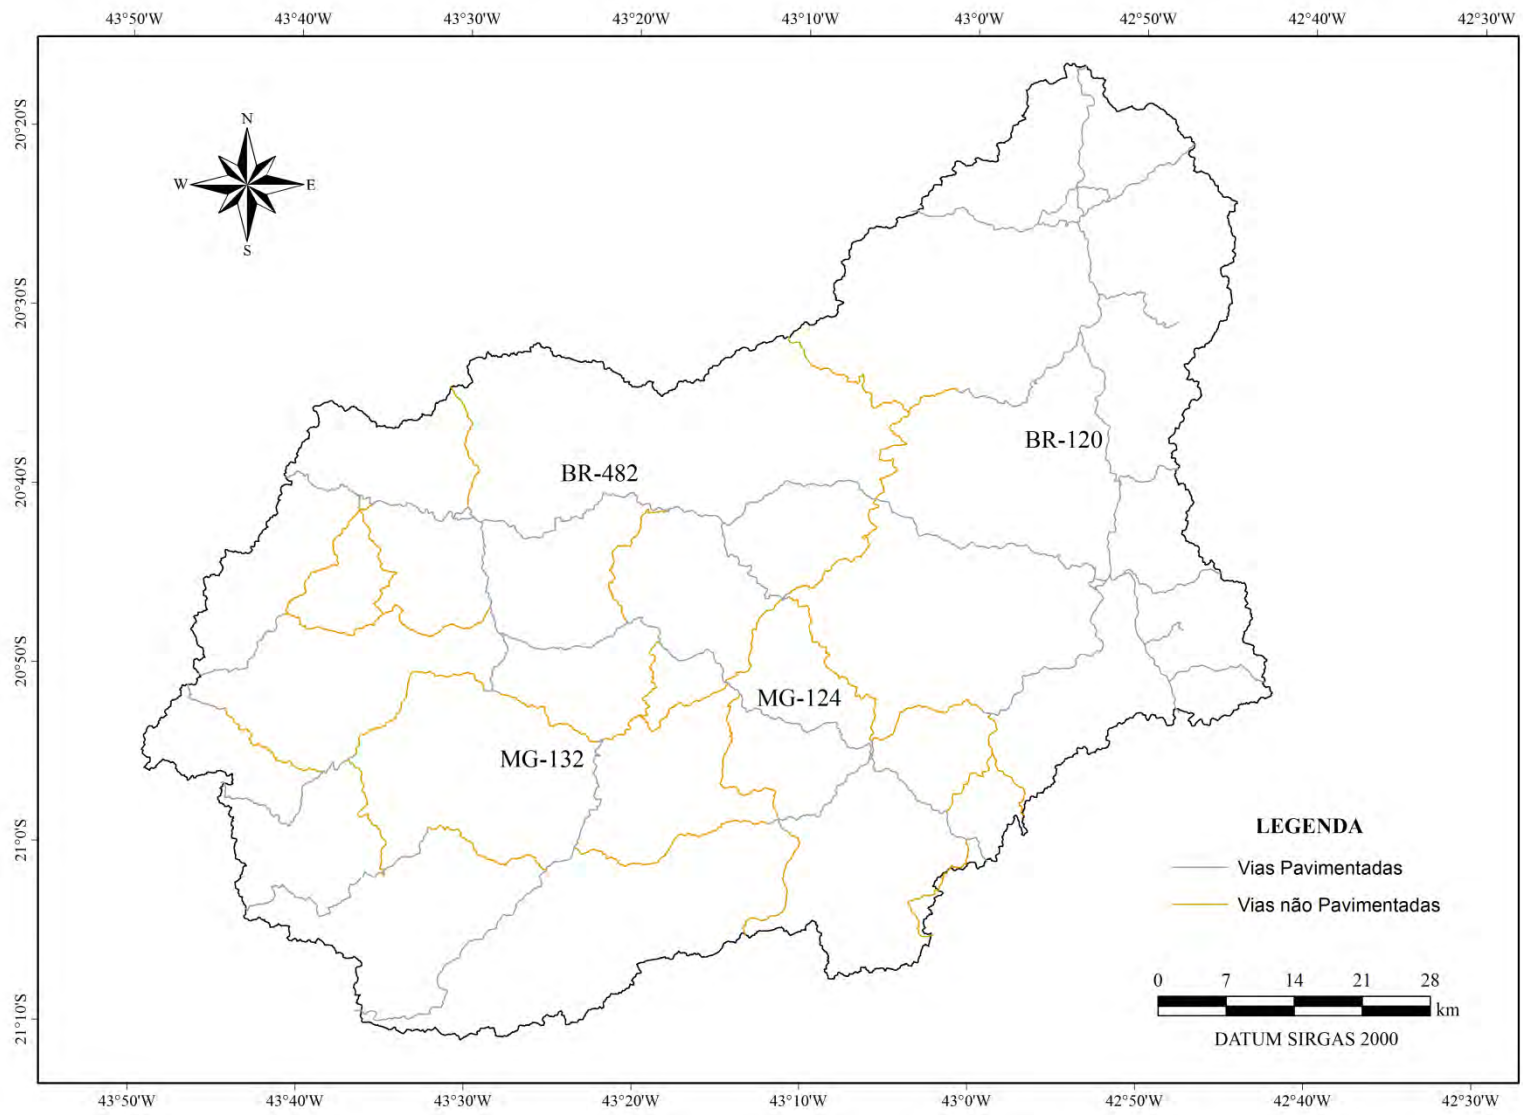 43°50'W 43°40'W 43°30'W 43°20'W 43°10'W 43°0'W 42°50'W 42°40'W 42°30'W
20°20'S
N
W E
S
20°30'S
BR-120
20°40'S
BR-482
20°50'S
MG-124
MG-132
21°0'S
LEGENDA
Vias Pavimentadas
Vias não Pavimentadas
0 7 14 21 28
km
21°10'S
DATUM SIRGAS 2000
43°50'W 43°40'W 43°30'W 43°20'W 43°10'W 43°0'W 42°50'W 42°40'W 42°30'W